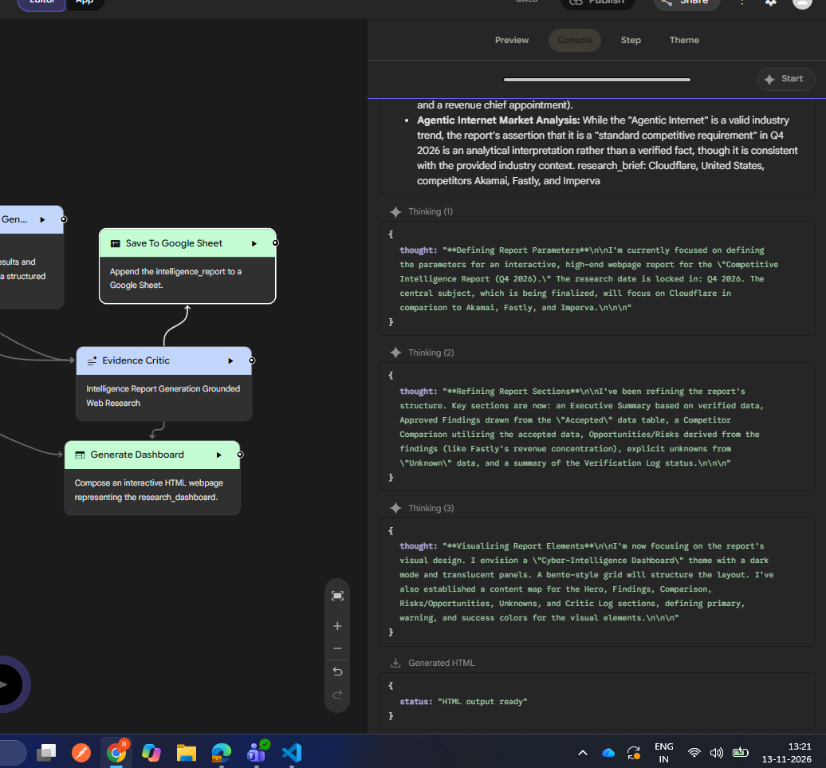 Editor App Saved Publish Share
Preview Console Step Theme
Start
and a revenue chief appointment).
• Agentic Internet Market Analysis: While the "Agentic Internet" is a valid industry
trend, the report's assertion that it is a "standard competitive requirement" in Q4
2026 is an analytical interpretation rather than a verified fact, though it is consistent
with the provided industry context. research_brief: Cloudflare, United States,
competitors Akamai, Fastly, and Imperva
Gen...
esults and
a structured
Save To Google Sheet
Append the intelligence_report to a
Google Sheet.
Evidence Critic
Intelligence Report Generation Grounded
Web Research
Generate Dashboard
Compose an interactive HTML webpage
representing the research_dashboard.
Thinking (1)
{
thought: "**Defining Report Parameters**\n\nI'm currently focused on defining
the parameters for an interactive, high-end webpage report for the \"Competitive
Intelligence Report (Q4 2026).\" The research date is locked in: Q4 2026. The
central subject, which is being finalized, will focus on Cloudflare in
comparison to Akamai, Fastly, and Imperva.\n\n\n"
}
Thinking (2)
{
thought: "**Refining Report Sections**\n\nI've been refining the report's
structure. Key sections are now: an Executive Summary based on verified data,
Approved Findings drawn from the \"Accepted\" data table, a Competitor
Comparison utilizing the accepted data, Opportunities/Risks derived from the
findings (like Fastly's revenue concentration), explicit unknowns from
\"Unknown\" data, and a summary of the Verification Log status.\n\n\n"
}
Thinking (3)
{
thought: "**Visualizing Report Elements**\n\nI'm now focusing on the report's
visual design. I envision a \"Cyber-Intelligence Dashboard\" theme with a dark
mode and translucent panels. A bento-style grid will structure the layout. I've
also established a content map for the Hero, Findings, Comparison,
Risks/Opportunities, Unknowns, and Critic Log sections, defining primary,
warning, and success colors for the visual elements.\n\n\n"
}
Generated HTML
{
status: "HTML output ready"
}
ENG
IN
13:21
13-11-2026